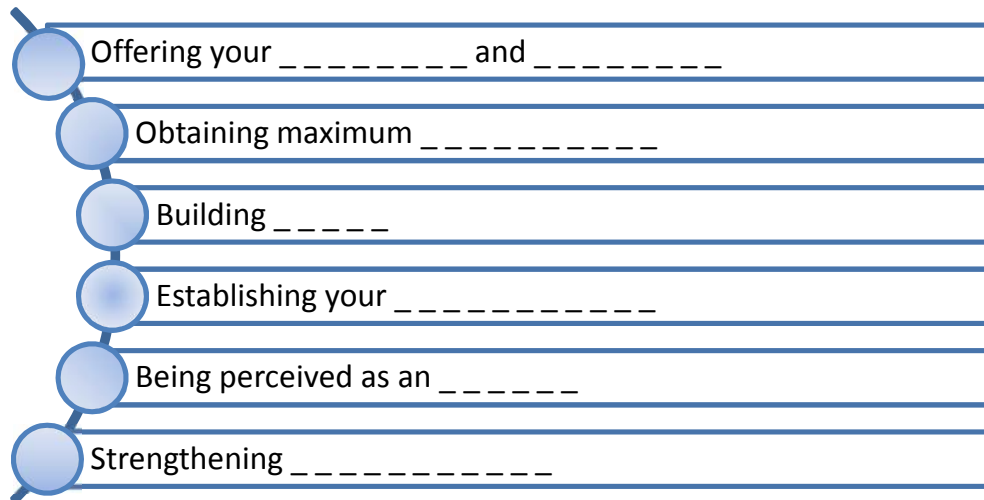 Offering your _ _ _ _ _ _ _ _ and _ _ _ _ _ _ _ _
Obtaining maximum _ _ _ _ _ _ _ _ _ _
Building _ _ _ _ _
Establishing your _ _ _ _ _ _ _ _ _ _ _
Being perceived as an _ _ _ _ _ _
Strengthening _ _ _ _ _ _ _ _ _ _ _